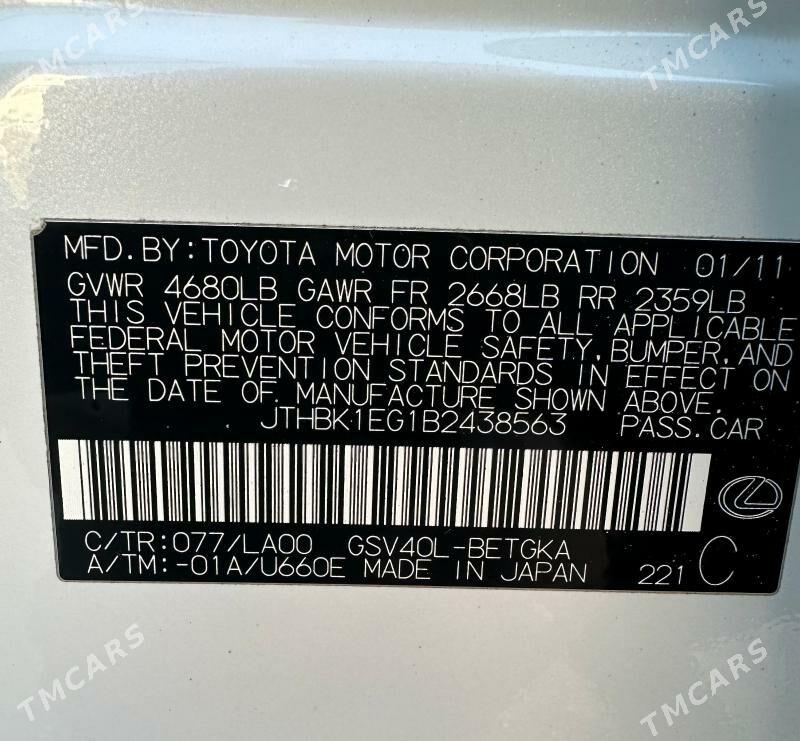 TMCARS
TMCARS
MFD.BY:TOYOTA MOTOR CORPORATION 01/11
GVWR 4680LB GAWR FR 2668LB RR 2359LB
THIS VEHICLE CONFORMS TO ALL APPLICABLE
FEDERAL MOTOR VEHICLE SAFETY,BUMPER,AND
THEFT PREVENTION STANDARDS IN EFFECT ON
THE DATE OF MANUFACTURE SHOWN ABOVE.
JTHBK1EG1B2438563 PASS.CAR
C/TR:077/LA00 GSV40L-BETGKA
A/TM:-01A/U660E MADE IN JAPAN 221 C
TMCARS
TMCARS